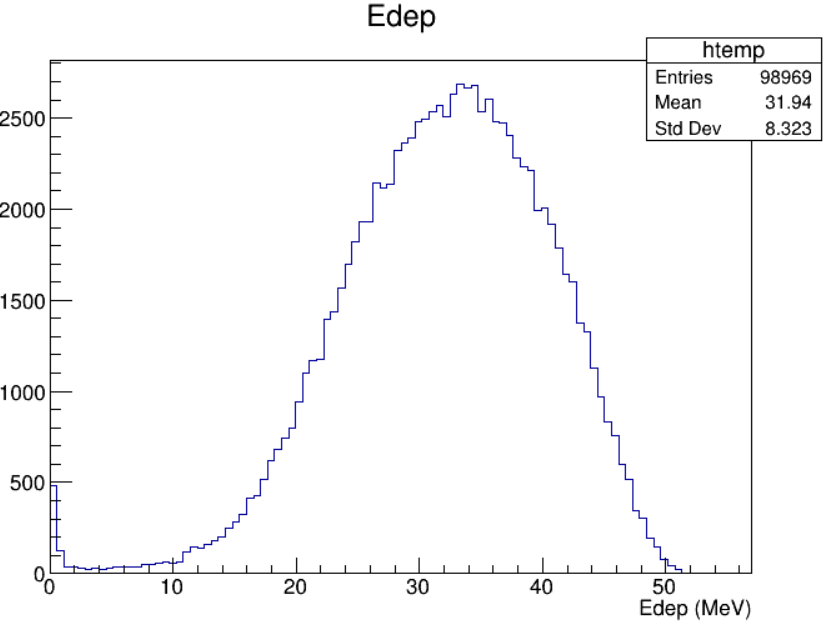 Edep
htemp
Entries 98969
Mean 31.94
Std Dev 8.323
2500
2000
1500
1000
500
0
0 10 20 30 40 50
Edep (MeV)